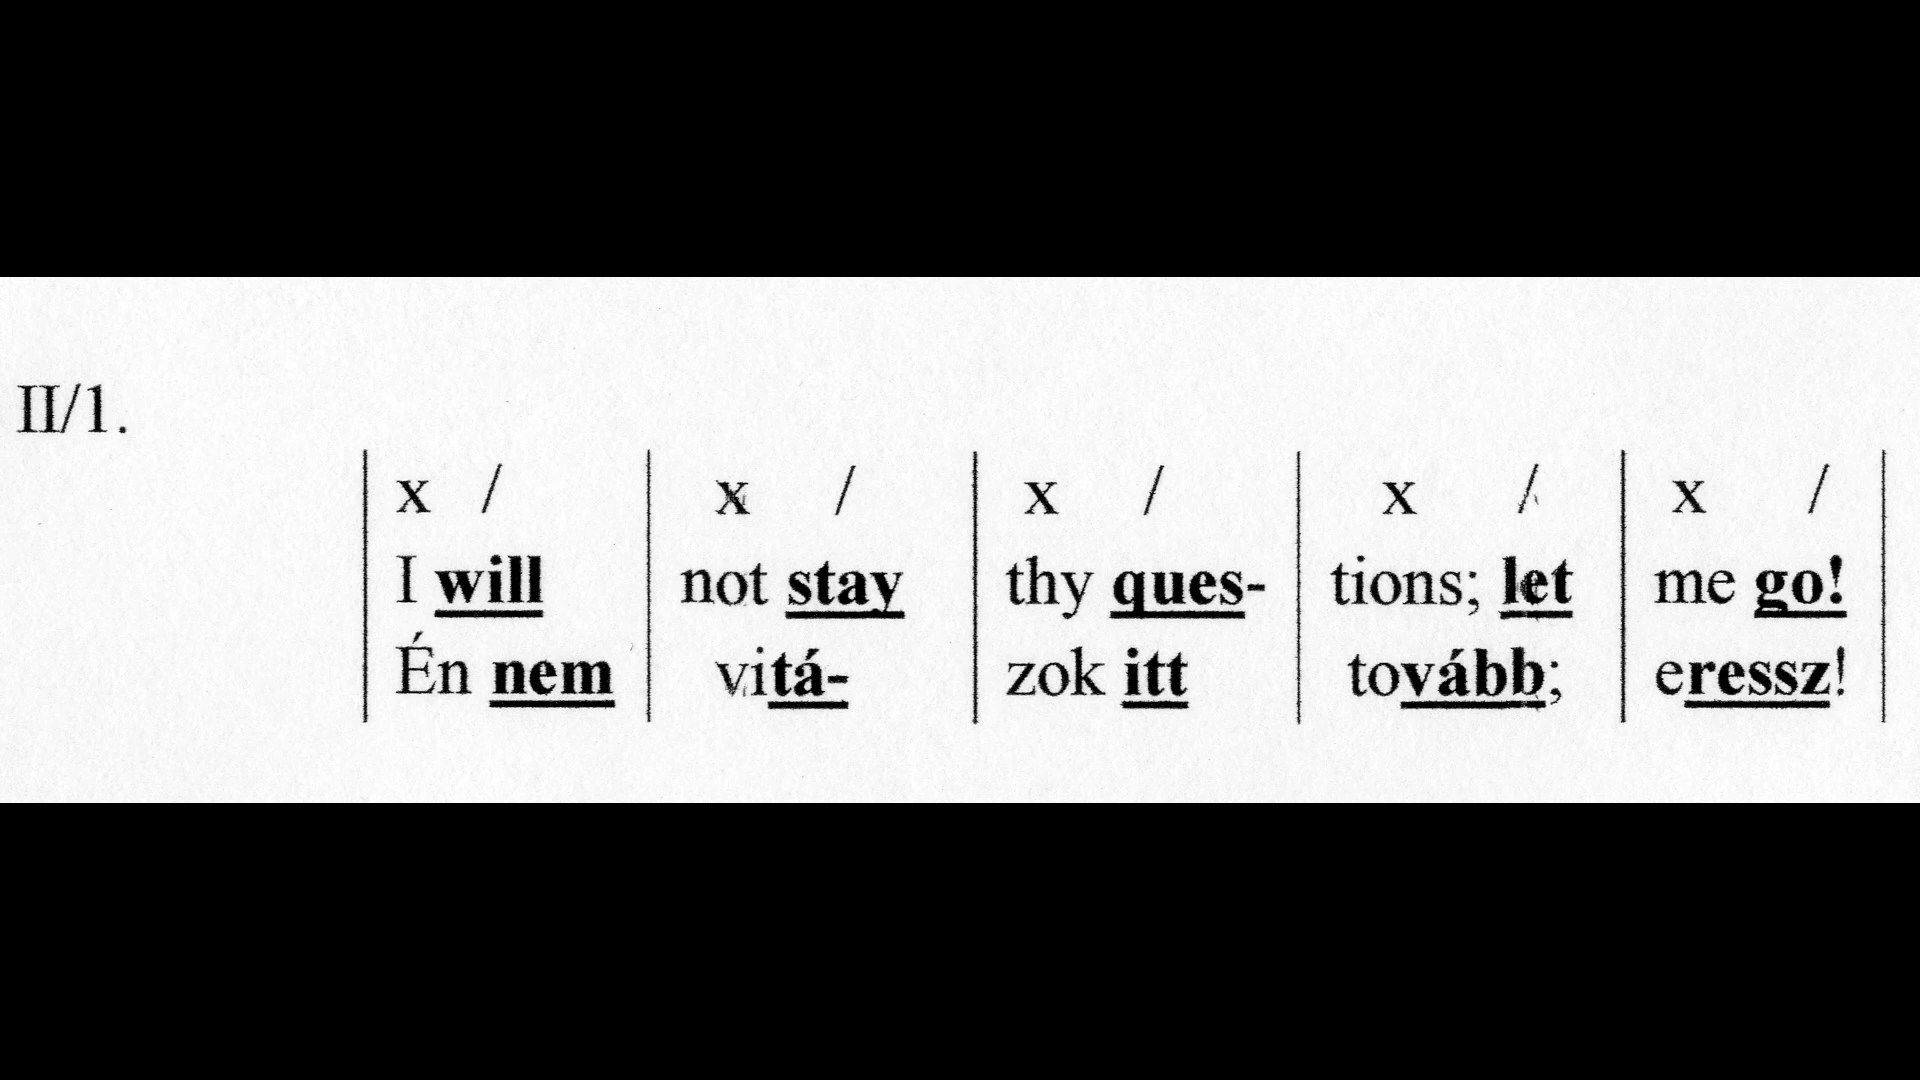 II/1.
| x / | x / | x / | x / | x / |
| I will | not stay | thy ques- | tions; let | me go! |
| Én nem | vitá- | zok itt | tovább; | eressz! |